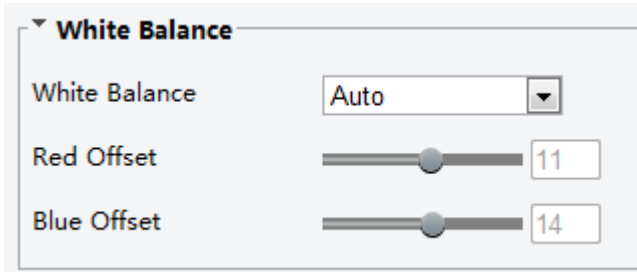 White Balance
White Balance Auto
Red Offset 11
Blue Offset 14